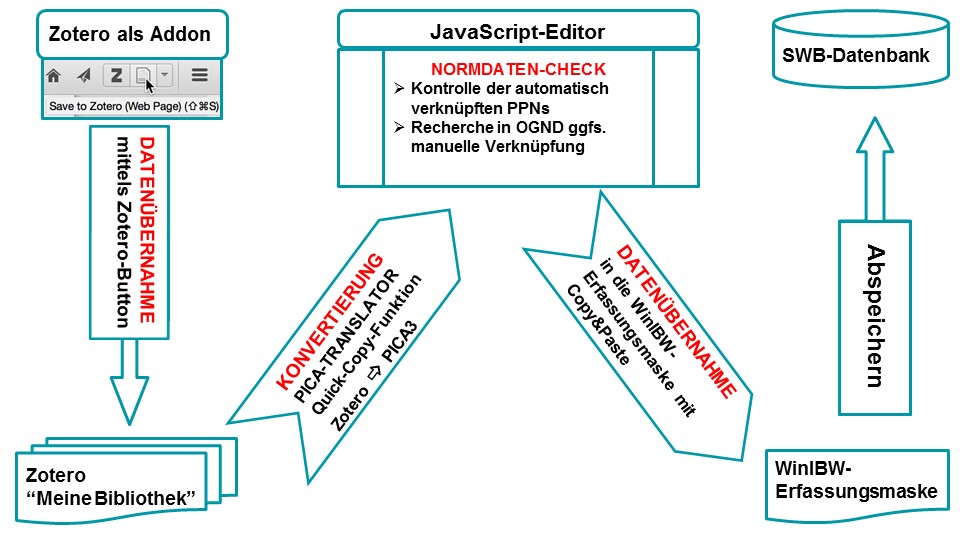 Zotero als Addon
Z
Save to Zotero (Web Page) (⇧⌘S)
DATENÜBERNAHME
mittels Zotero-Button
Zotero
“Meine Bibliothek”
KONVERTIERUNG
PICA-TRANSLATOR
Quick-Copy-Funktion
Zotero ⇨ PICA3
JavaScript-Editor
NORMDATEN-CHECK
➢ Kontrolle der automatisch
verknüpften PPNs
➢ Recherche in OGND ggfs.
manuelle Verknüpfung
DATENÜBERNAHME
in die WinIBW-
Erfassungsmaske mit
Copy&Paste
WinIBW-
Erfassungsmaske
Abspeichern
SWB-Datenbank